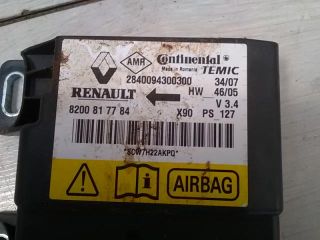 AMR
Continental
Made in Romania TEMIC
2840094300300 34/07
RENAULT HW 46/05
V 3.4
8200 81 77 84 X90 PS 127
*8CW7H22AKPQ*
AIRBAG